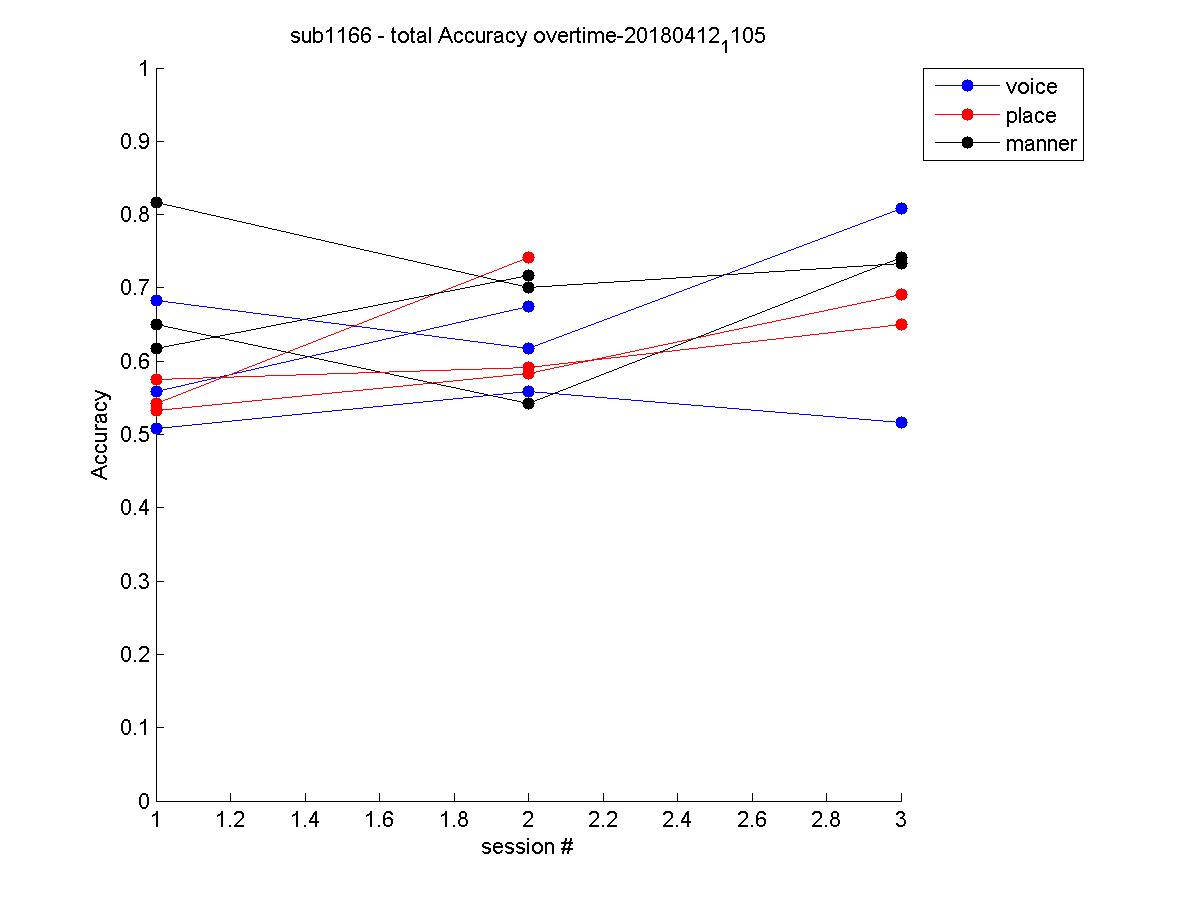 sub1166 - total Accuracy overtime-20180412₁105
voice
place
manner
1
0.9
0.8
0.7
0.6
0.5
0.4
0.3
0.2
0.1
0
Accuracy
1 1.2 1.4 1.6 1.8 2 2.2 2.4 2.6 2.8 3
session #